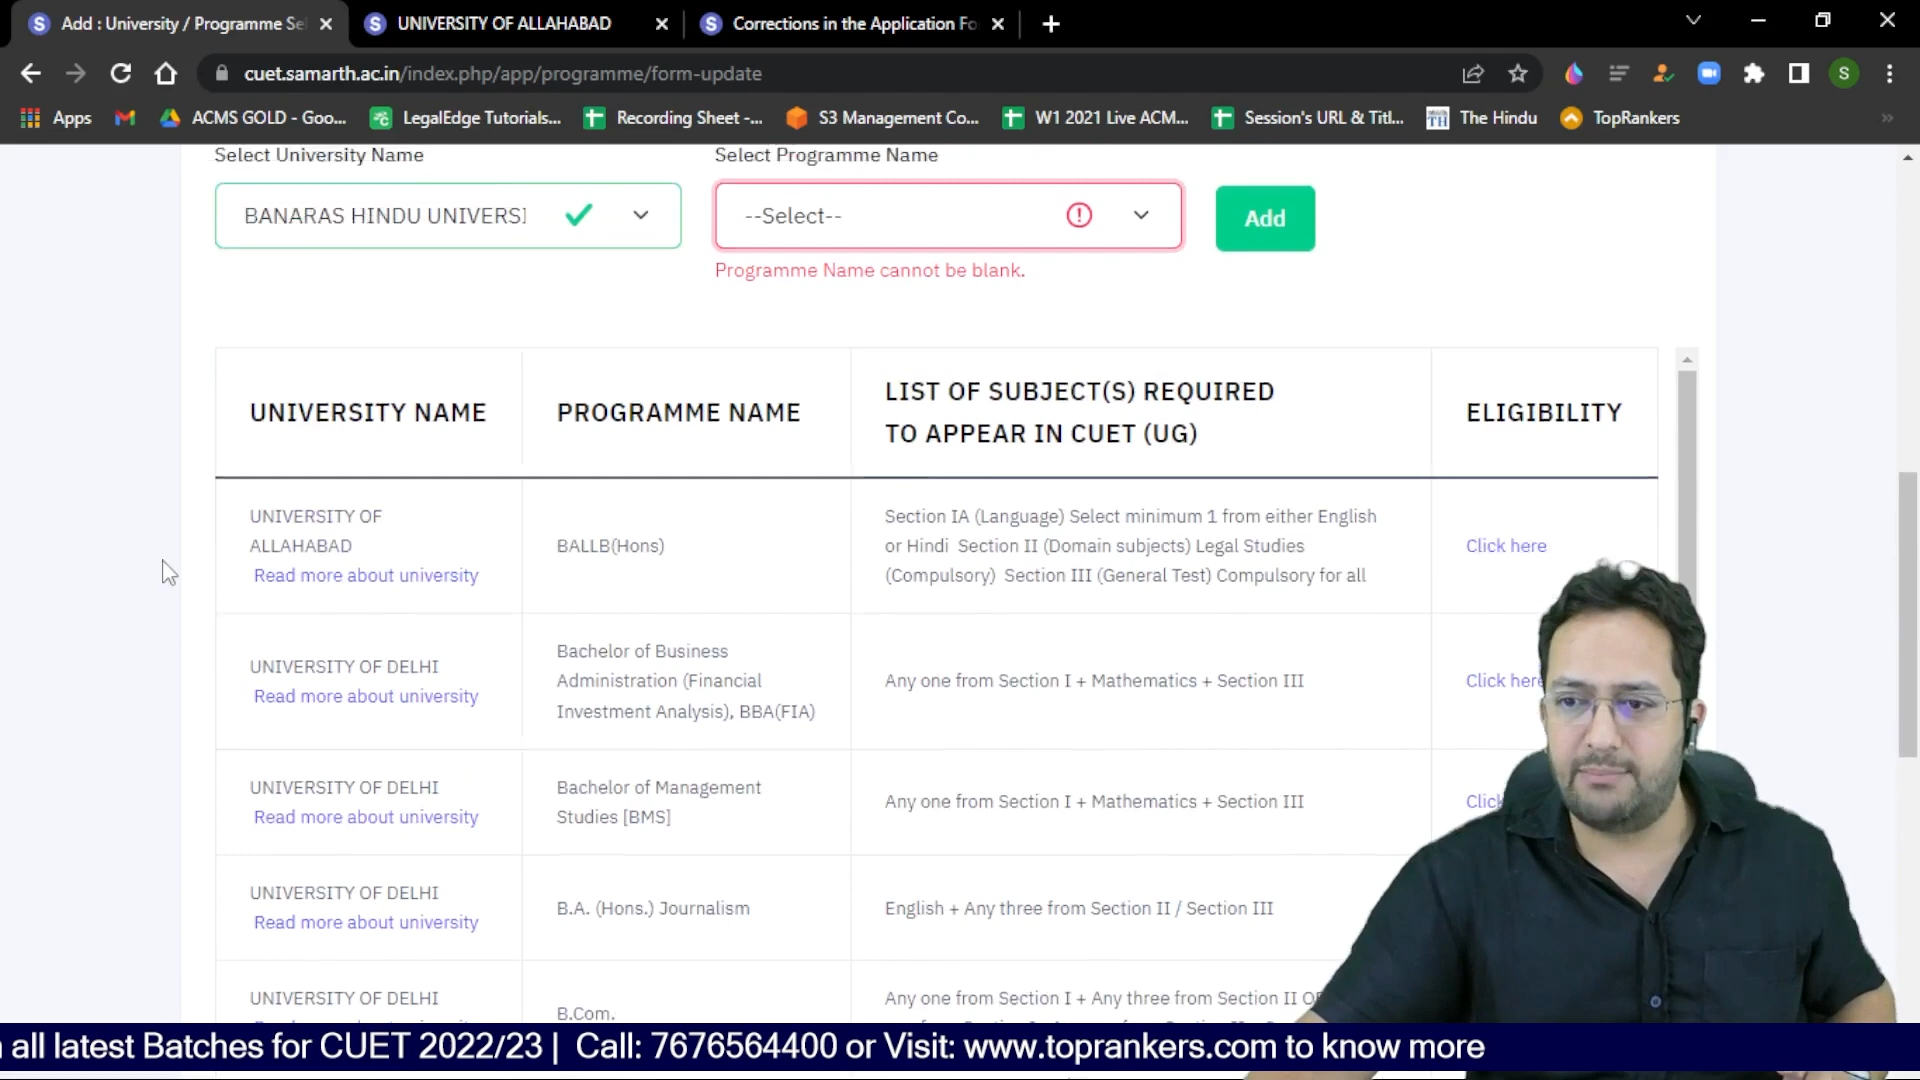 Add : University / Programme Se
UNIVERSITY OF ALLAHABAD
Corrections in the Application Fo
cuet.samarth.ac.in/index.php/app/programme/form-update
S
Apps
ACMS GOLD - Goo...
LegalEdge Tutorials...
Recording Sheet -...
S3 Management Co...
W1 2021 Live ACM...
Session's URL & Titl...
The Hindu
TopRankers
Select University Name
Select Programme Name
BANARAS HINDU UNIVERSI
--Select--
Add
Programme Name cannot be blank.
UNIVERSITY NAME
PROGRAMME NAME
LIST OF SUBJECT(S) REQUIRED
TO APPEAR IN CUET (UG)
ELIGIBILITY
UNIVERSITY OF
ALLAHABAD
Read more about university
BALLB(Hons)
Section IA (Language) Select minimum 1 from either English
or Hindi Section II (Domain subjects) Legal Studies
(Compulsory) Section III (General Test) Compulsory for all
Click here
UNIVERSITY OF DELHI
Read more about university
Bachelor of Business
Administration (Financial
Investment Analysis), BBA(FIA)
Any one from Section I + Mathematics + Section III
Click here
UNIVERSITY OF DELHI
Read more about university
Bachelor of Management
Studies [BMS]
Any one from Section I + Mathematics + Section III
Click
UNIVERSITY OF DELHI
Read more about university
B.A. (Hons.) Journalism
English + Any three from Section II / Section III
UNIVERSITY OF DELHI
B.Com.
Any one from Section I + Any three from Section II
all latest Batches for CUET 2022/23 | Call: 7676564400 or Visit: www.toprankers.com to know more